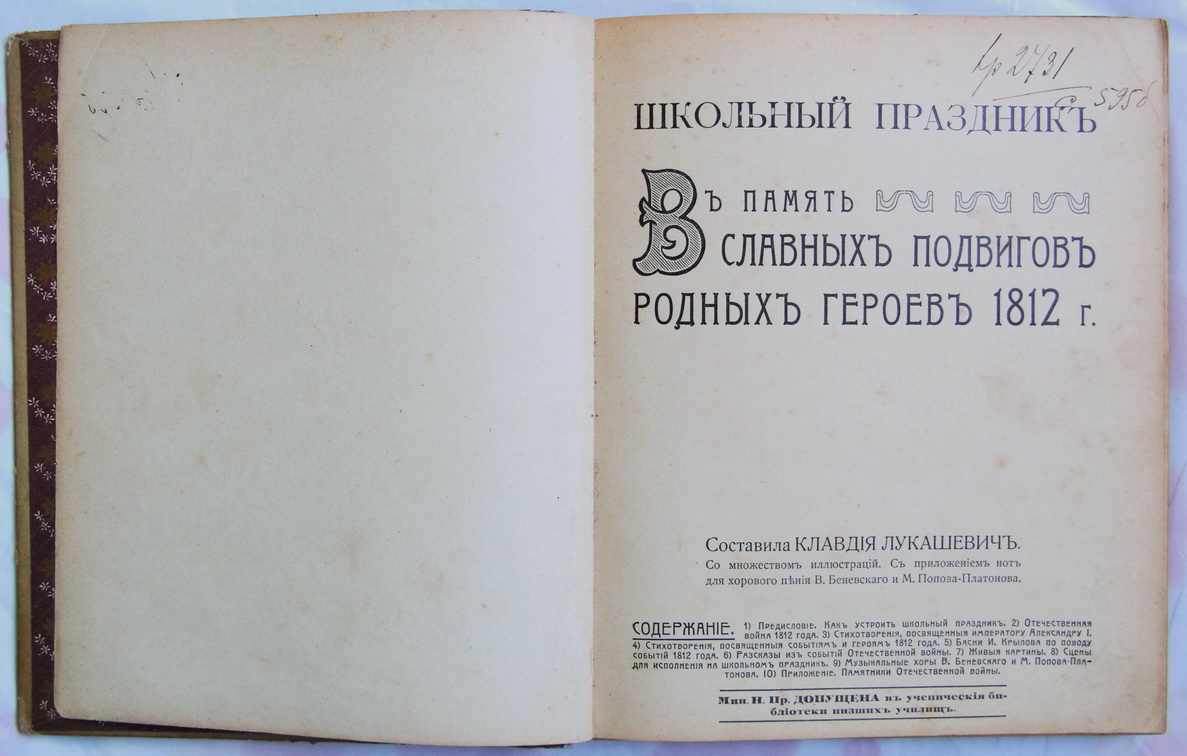 Кр 2731
С 5956
ШКОЛЬНЫЙ ПРАЗДНИКЪ
ВЪ ПАМЯТЬ
СЛАВНЫХЪ ПОДВИГОВЪ
РОДНЫХЪ ГЕРОЕВЪ 1812 г.
Составила КЛАВДІЯ ЛУКАШЕВИЧЪ.
Со множествомъ иллюстрацій. Съ приложеніемъ нотъ
для хорового пѣнія В. Беневскаго и М. Попова-Платонова.
СОДЕРЖАНІЕ. 1) Предисловіе. Какъ устроить школьный праздникъ. 2) Отечественная
война 1812 года. 3) Стихотворенія, посвященныя императору Александру I.
4) Стихотворенія, посвященныя событіямъ и героямъ 1812 года. 5) Басни И. Крылова по поводу
событій 1812 года. 6) Разсказы изъ событій Отечественной войны. 7) Живыя картины. 8) Сцены
для исполненія на школьномъ праздникѣ. 9) Музыкальные хоры В. Беневскаго и М. Попова-Пла-
тонова. 10) Приложеніе. Памятники Отечественной войны.
Мин. Н. Пр. ДОПУЩЕНА въ ученическія би-
бліотеки низшихъ училищъ.